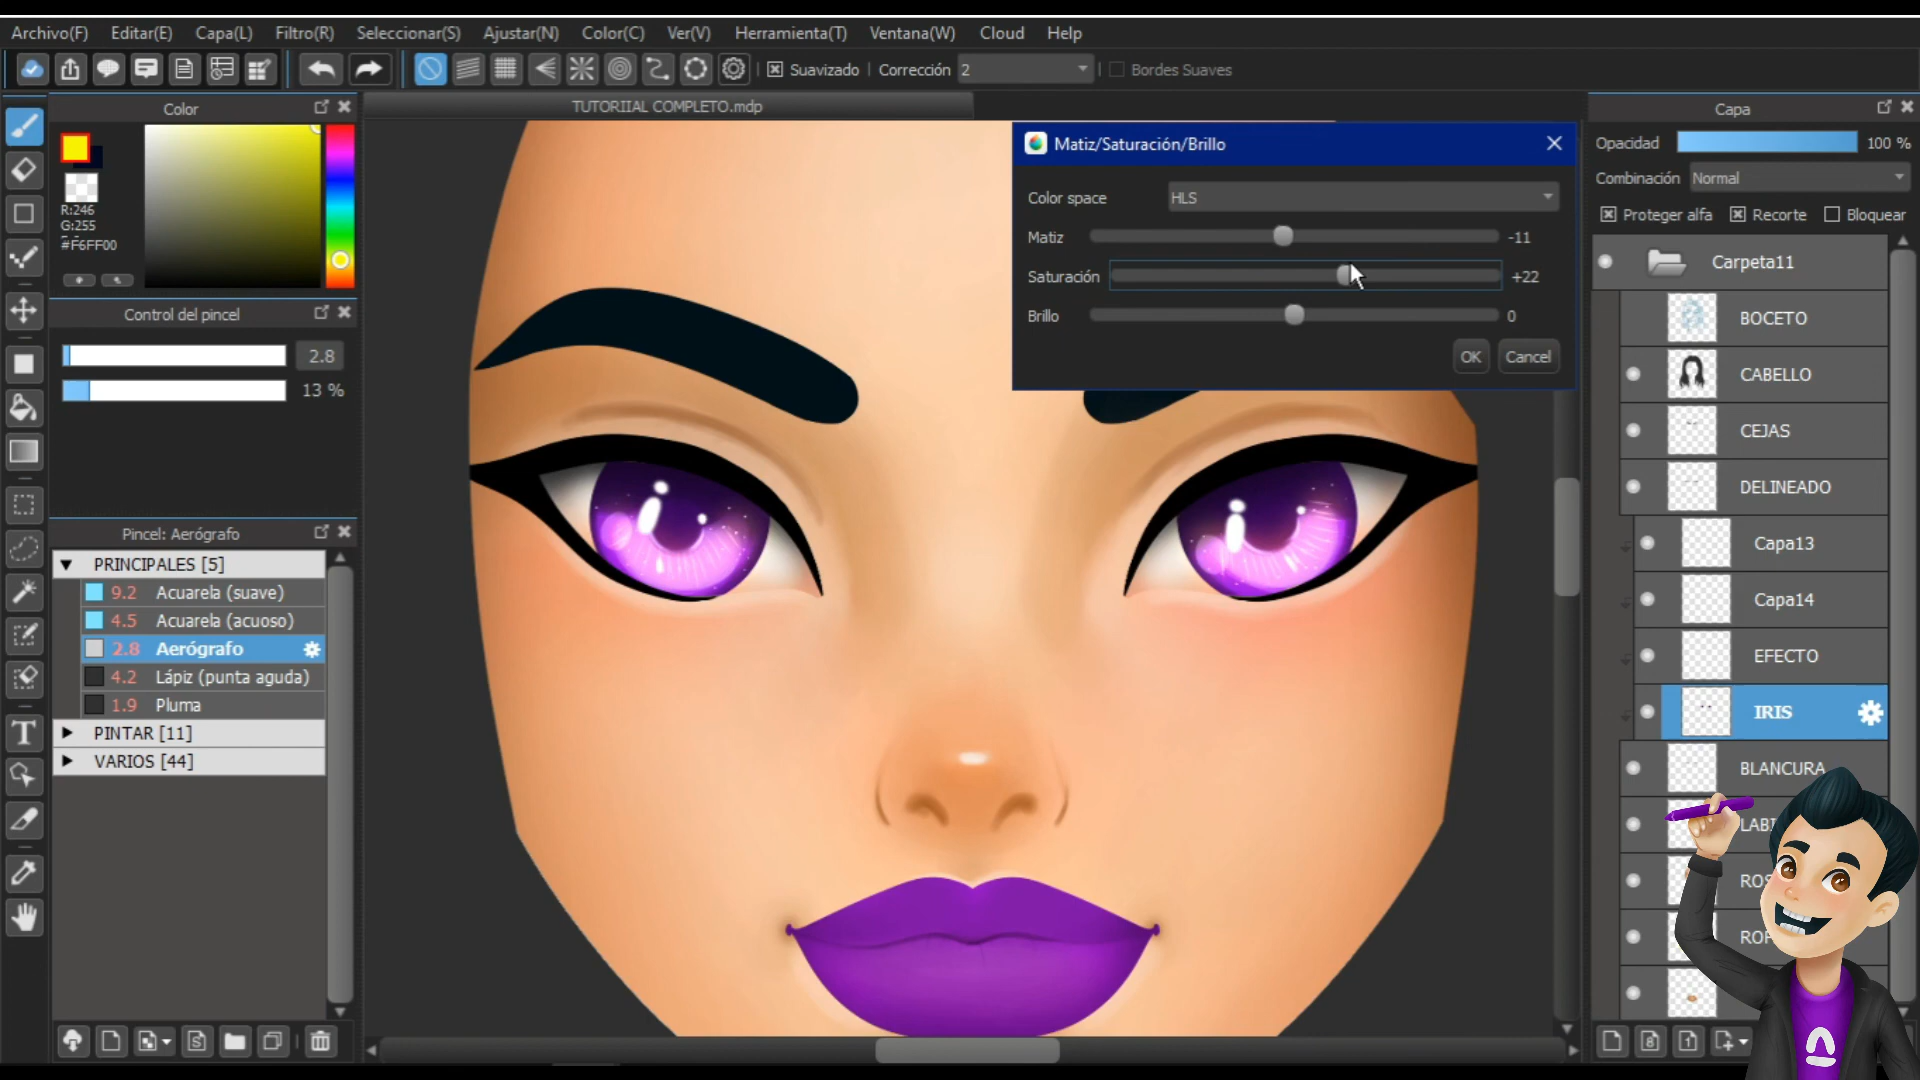 Archivo(F) Editar(E) Capa(L) Filtro(R) Seleccionar(S) Ajustar(N) Color(C) Ver(V) Herramienta(T) Ventana(W) Cloud Help
Suavizado Corrección 2 Bordes Suaves
Color
TUTORIIAL COMPLETO.mdp
R:246
G:255
#F6FF00
Control del pincel
2.8
13 %
Pincel: Aerógrafo
PRINCIPALES [5]
9.2 Acuarela (suave)
4.5 Acuarela (acuoso)
2.8 Aerógrafo
4.2 Lápiz (punta aguda)
1.9 Pluma
PINTAR [11]
VARIOS [44]
Matiz/Saturación/Brillo
Color space HLS
Matiz -11
Saturación +22
Brillo 0
OK Cancel
Capa
Opacidad 100 %
Combinación Normal
Proteger alfa Recorte Bloquear
Carpeta11
BOCETO
CABELLO
CEJAS
DELINEADO
Capa13
Capa14
EFECTO
IRIS
BLANCURA